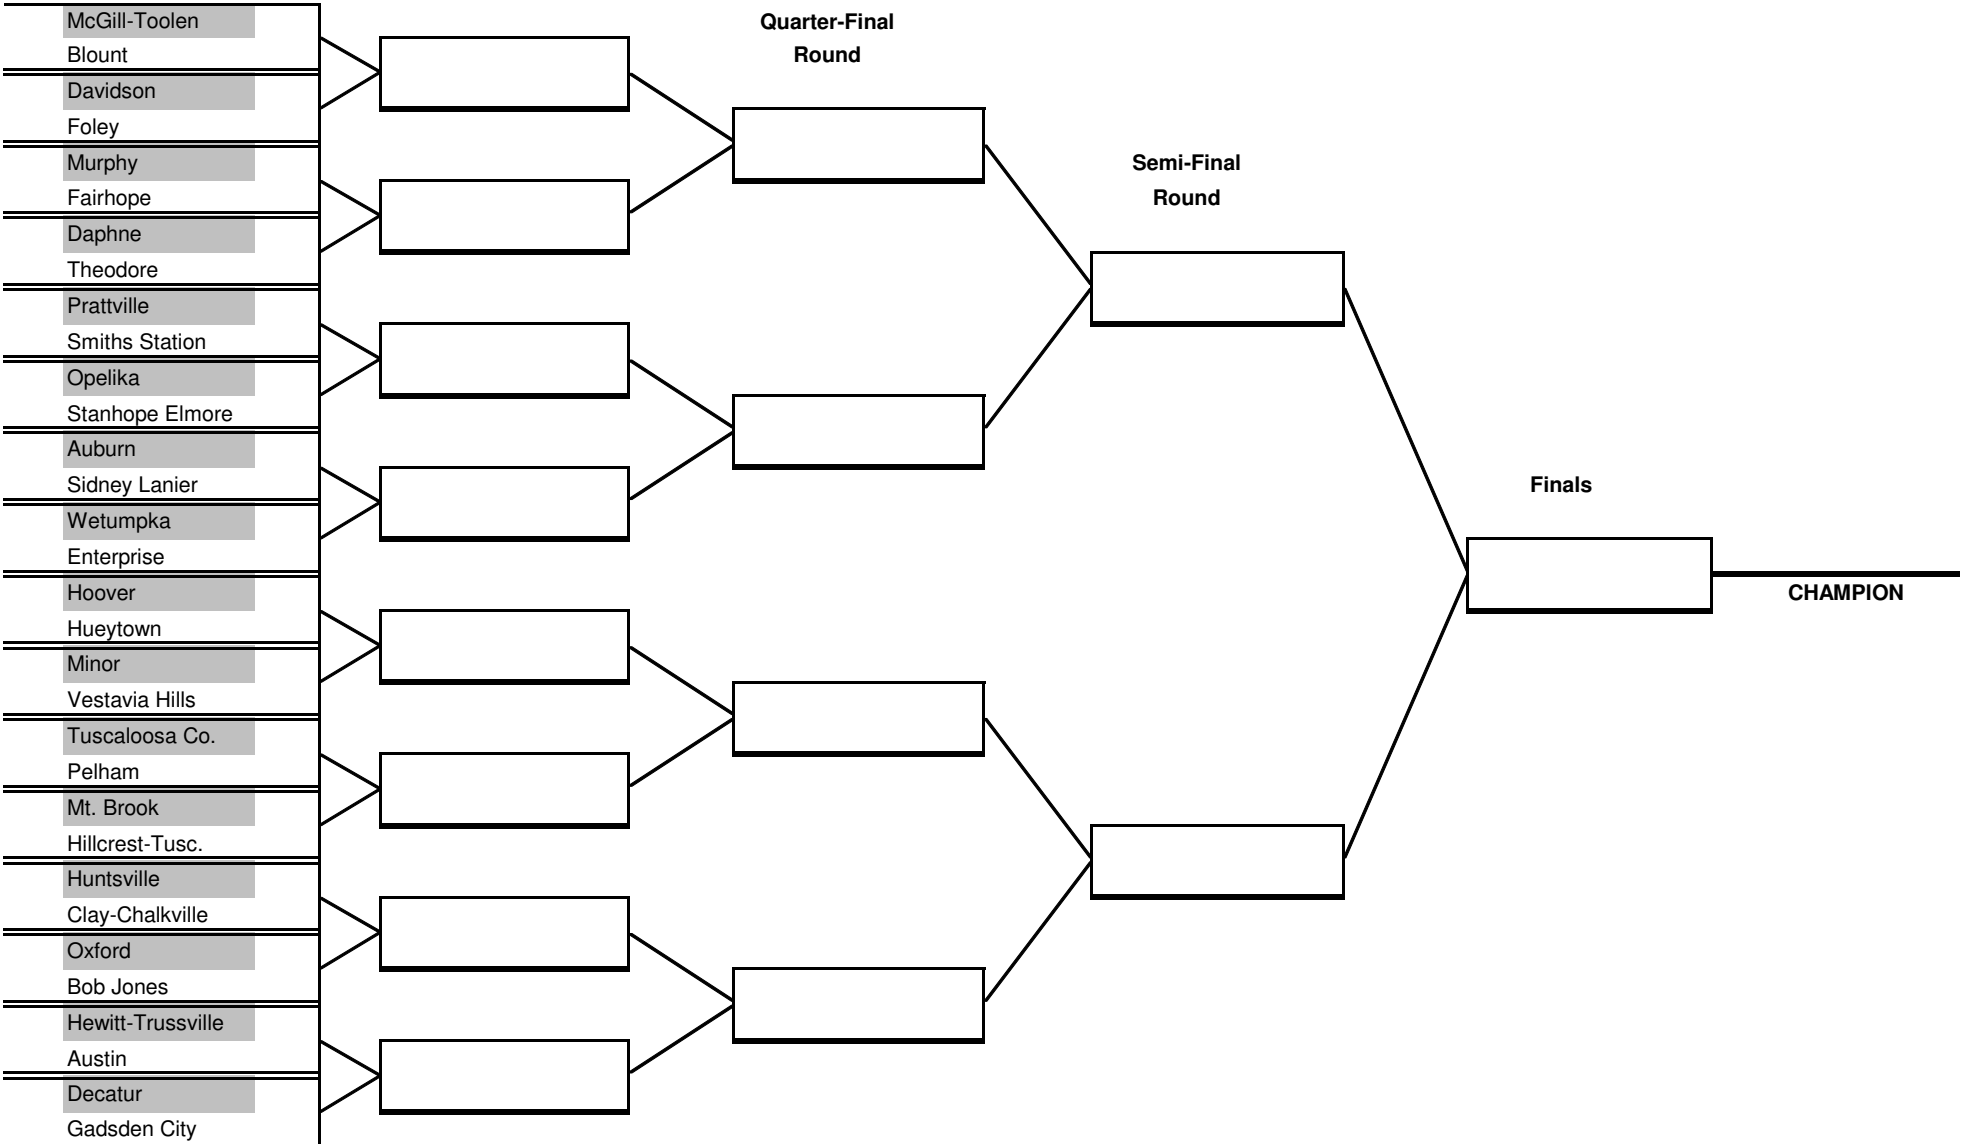 McGill-Toolen
Blount
Davidson
Foley
Murphy
Fairhope
Daphne
Theodore
Prattville
Smiths Station
Opelika
Stanhope Elmore
Auburn
Sidney Lanier
Wetumpka
Enterprise
Hoover
Hueytown
Minor
Vestavia Hills
Tuscaloosa Co.
Pelham
Mt. Brook
Hillcrest-Tusc.
Huntsville
Clay-Chalkville
Oxford
Bob Jones
Hewitt-Trussville
Austin
Decatur
Gadsden City
Quarter-Final
Round
Semi-Final
Round
Finals
CHAMPION